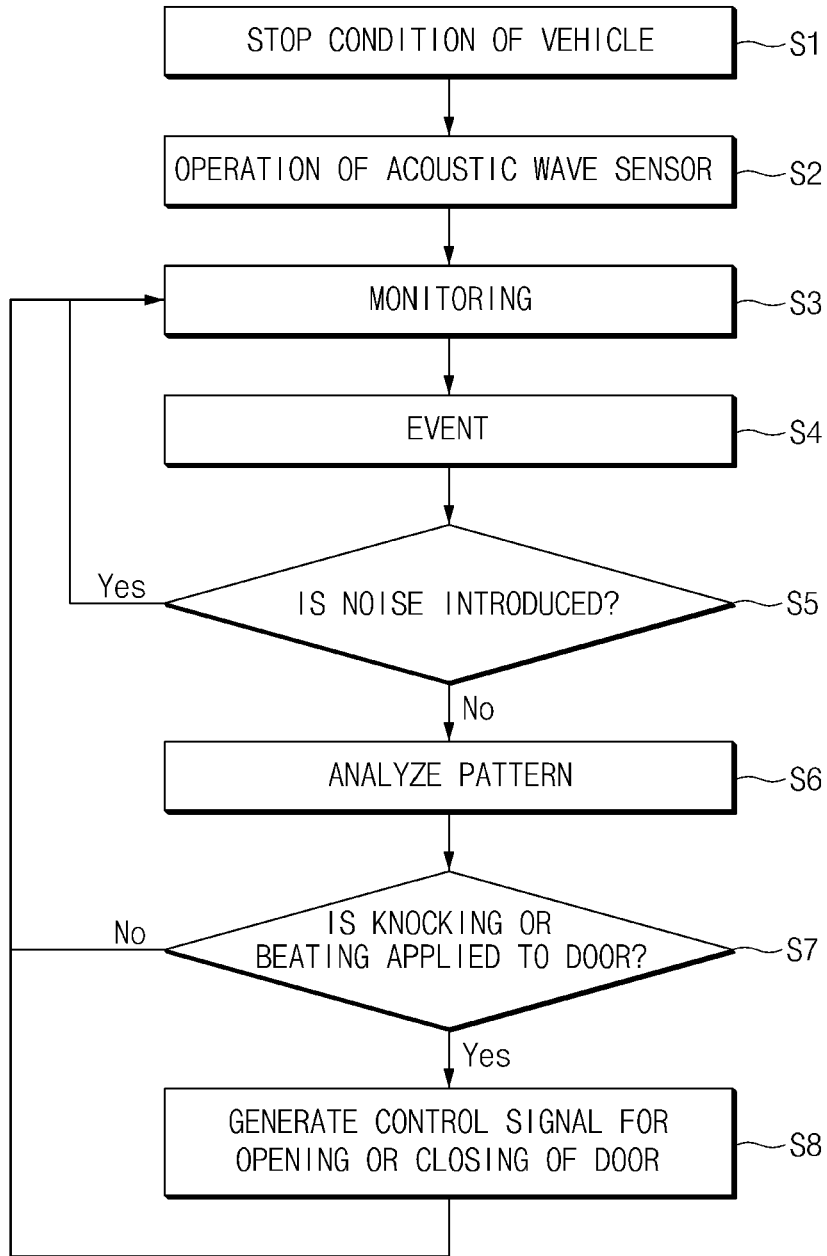 STOP CONDITION OF VEHICLE
S1
OPERATION OF ACOUSTIC WAVE SENSOR
S2
MONITORING
S3
EVENT
S4
Yes
IS NOISE INTRODUCED?
S5
No
ANALYZE PATTERN
S6
No
IS KNOCKING OR
BEATING APPLIED TO DOOR?
S7
Yes
GENERATE CONTROL SIGNAL FOR
OPENING OR CLOSING OF DOOR
S8